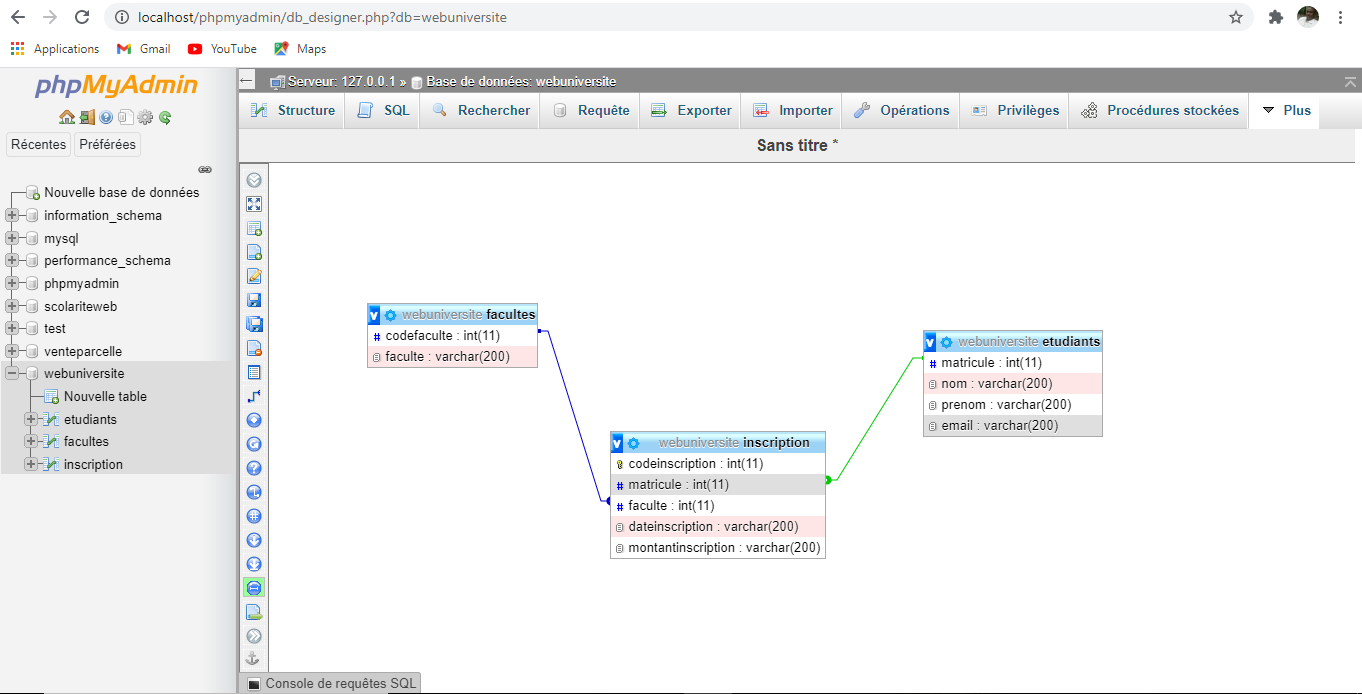 localhost/phpmyadmin/db_designer.php?db=webuniversite
Applications Gmail YouTube Maps
phpMyAdmin
Récentes Préférées
Nouvelle base de données
information_schema
mysql
performance_schema
phpmyadmin
scolariteweb
test
venteparcelle
webuniversite
Nouvelle table
etudiants
facultes
inscription
Serveur: 127.0.0.1 » Base de données: webuniversite
Structure SQL Rechercher Requête Exporter Importer Opérations Privilèges Procédures stockées Plus
Sans titre *
v webuniversite facultes
# codefaculte : int(11)
faculte : varchar(200)
v webuniversite inscription
codeinscription : int(11)
# matricule : int(11)
# faculte : int(11)
dateinscription : varchar(200)
montantinscription : varchar(200)
v webuniversite etudiants
# matricule : int(11)
nom : varchar(200)
prenom : varchar(200)
email : varchar(200)
Console de requêtes SQL